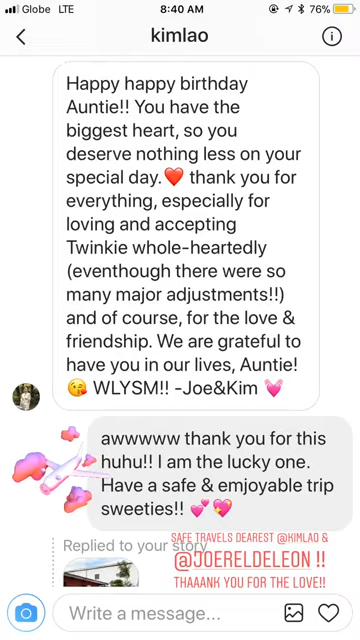 Globe LTE 8:40 AM 76%
kimlao
Happy happy birthday
Auntie!! You have the
biggest heart, so you
deserve nothing less on your
special day.❤️ thank you for
everything, especially for
loving and accepting
Twinkie whole-heartedly
(eventhough there were so
many major adjustments!!)
and of course, for the love &
friendship. We are grateful to
have you in our lives, Auntie!
😘 WLYSM!! -Joe&Kim 💓
awwwww thank you for this
huhu!! I am the lucky one.
Have a safe & emjoyable trip
sweeties!! 💕💖
Replied to your story
SAFE TRAVELS DEAREST @KIMLAO &
@JOERELDELEON !!
THAAANK YOU FOR THE LOVE!!
Write a message...